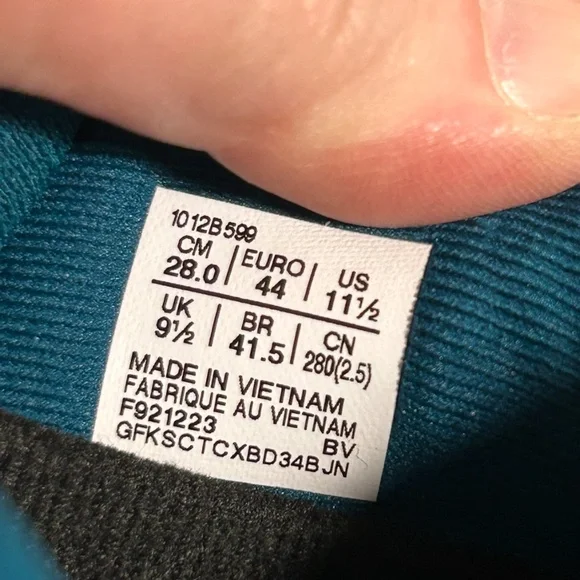 1012B599
CM EURO US
28.0 44 11½
UK BR CN
9½ 41.5 280(2.5)
MADE IN VIETNAM
FABRIQUE AU VIETNAM
F921223 BV
GFKSCTCXBD34BJN